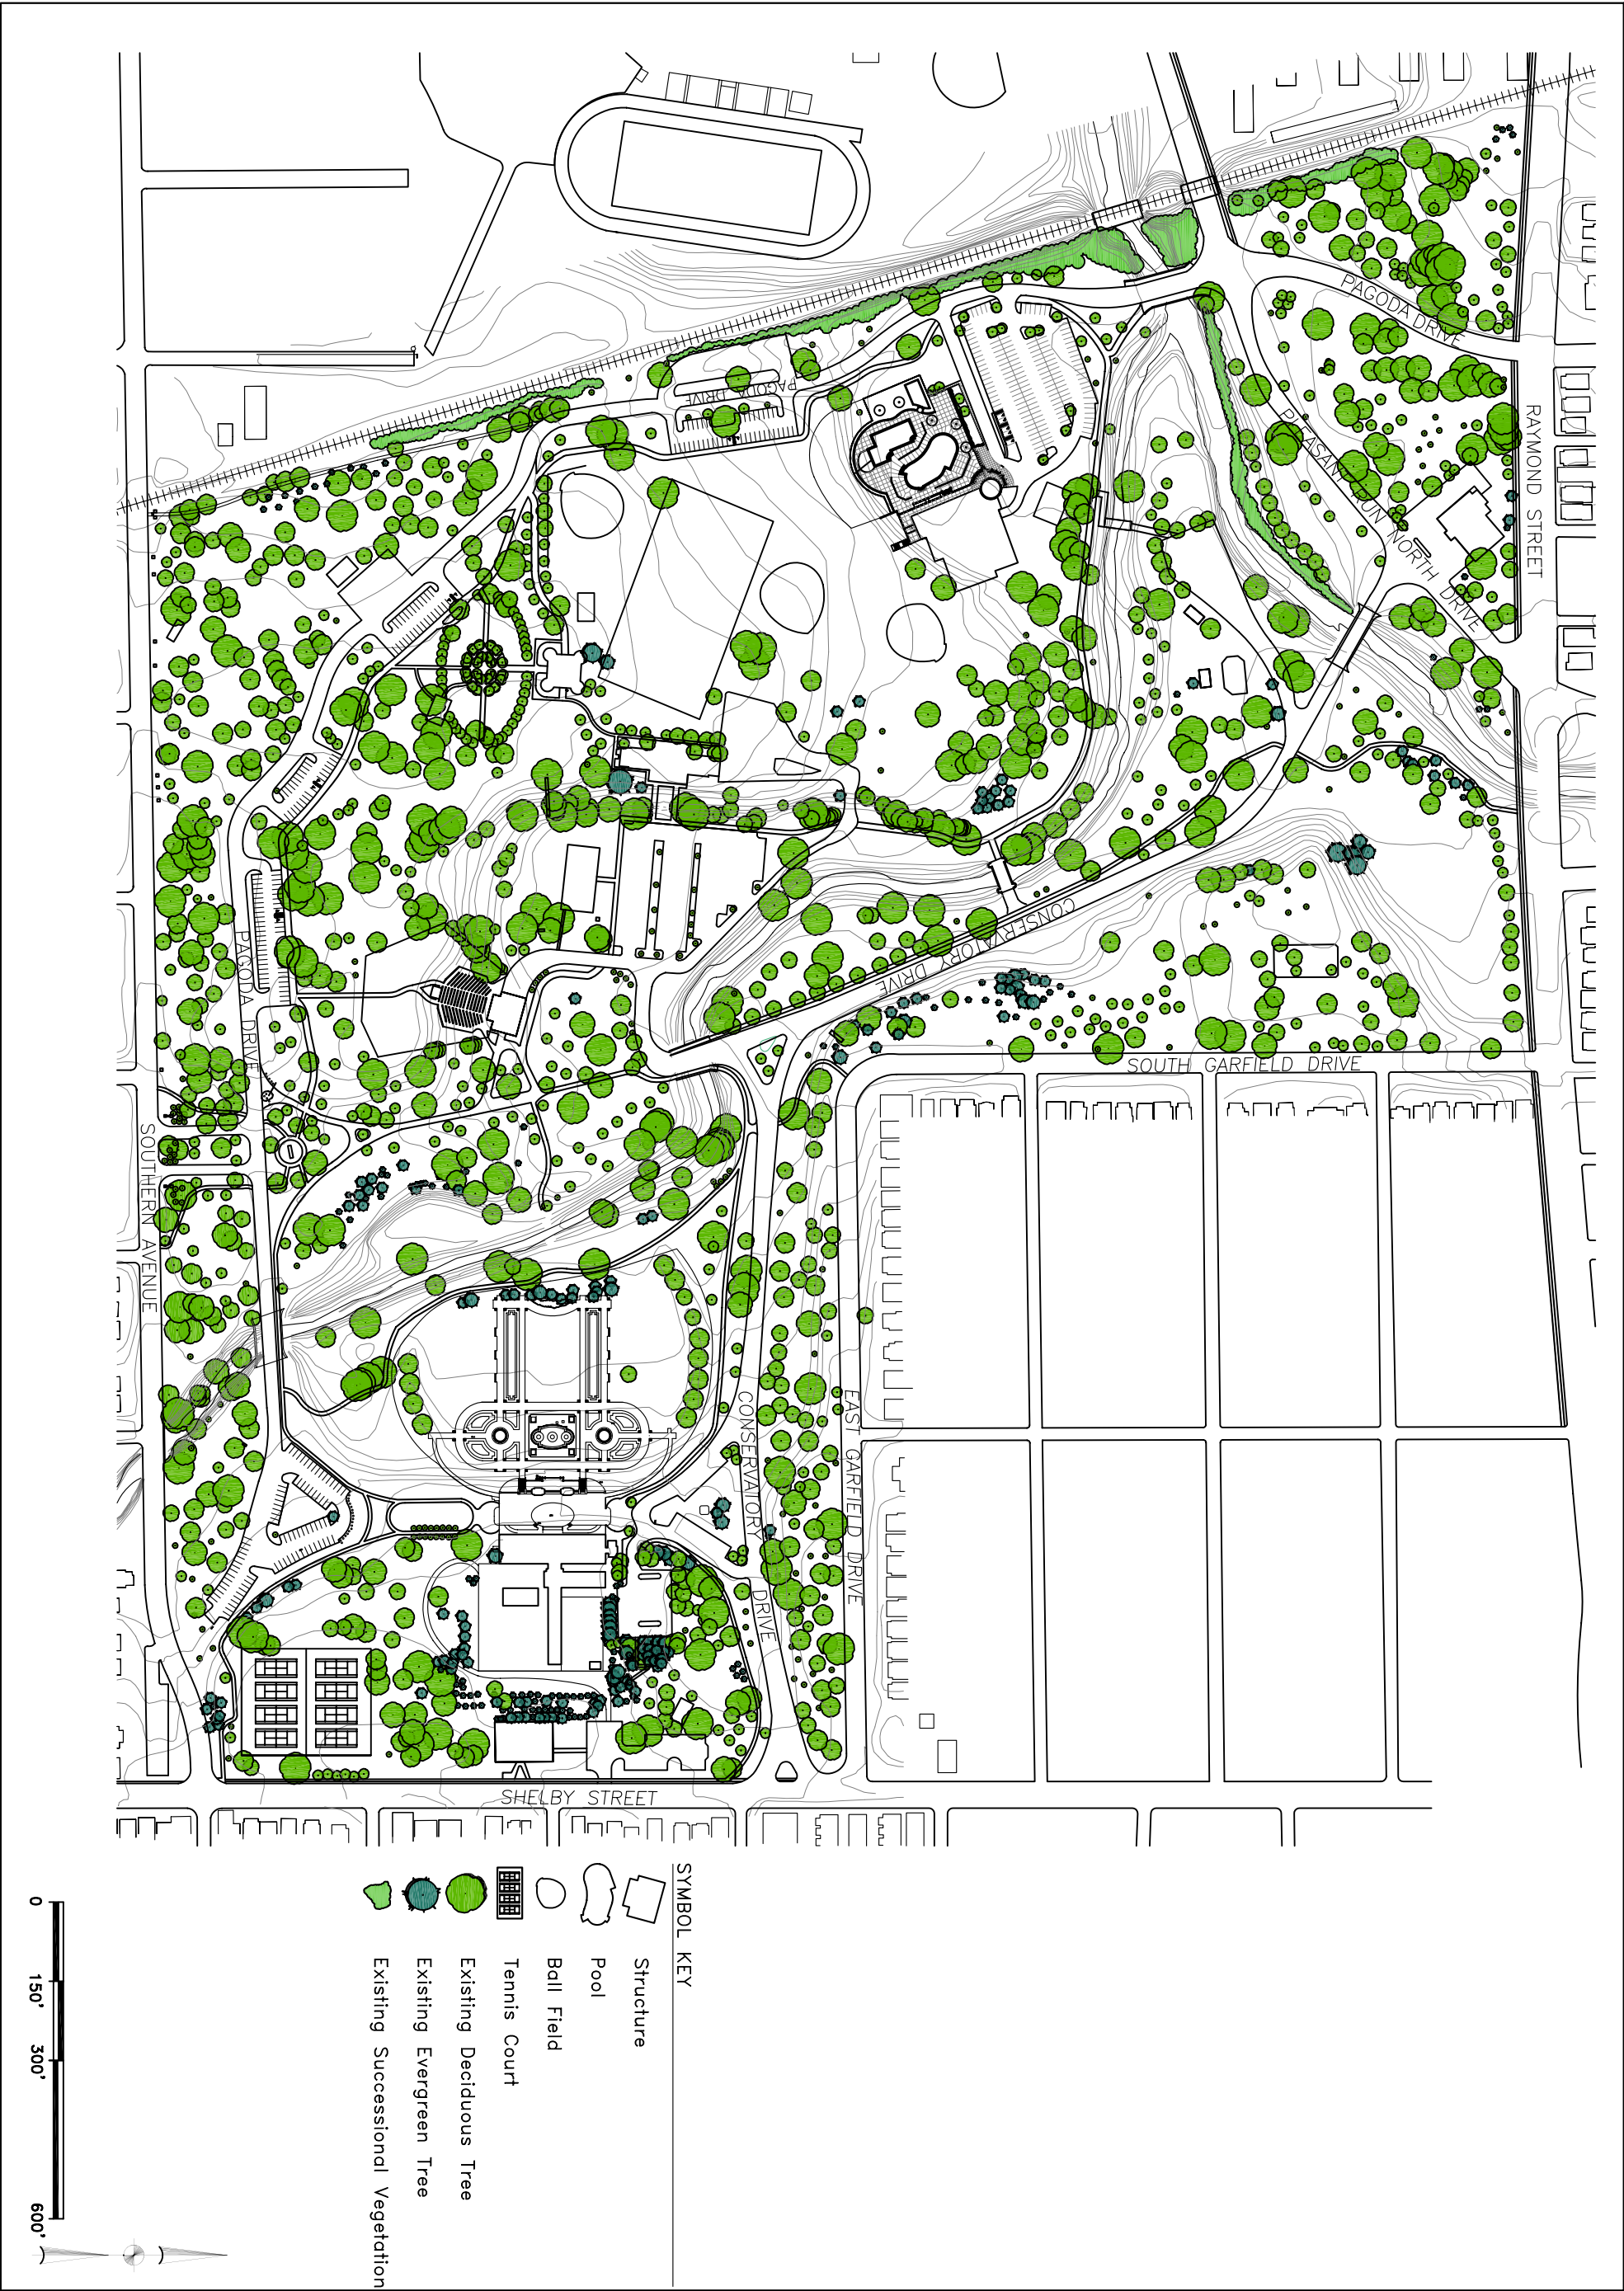 PAGODA DRIVE
RAYMOND STREET
PLEASANT RUN NORTH DRIVE
PAGODA DRIVE
CONSERVATORY DRIVE
SOUTH GARFIELD DRIVE
PAGODA DRIVE
SOUTHERN AVENUE
CONSERVATORY DRIVE
EAST GARFIELD DRIVE
SHELBY STREET
SYMBOL KEY
Structure
Pool
Ball Field
Tennis Court
Existing Deciduous Tree
Existing Evergreen Tree
Existing Successional Vegetation
0 150' 300' 600'